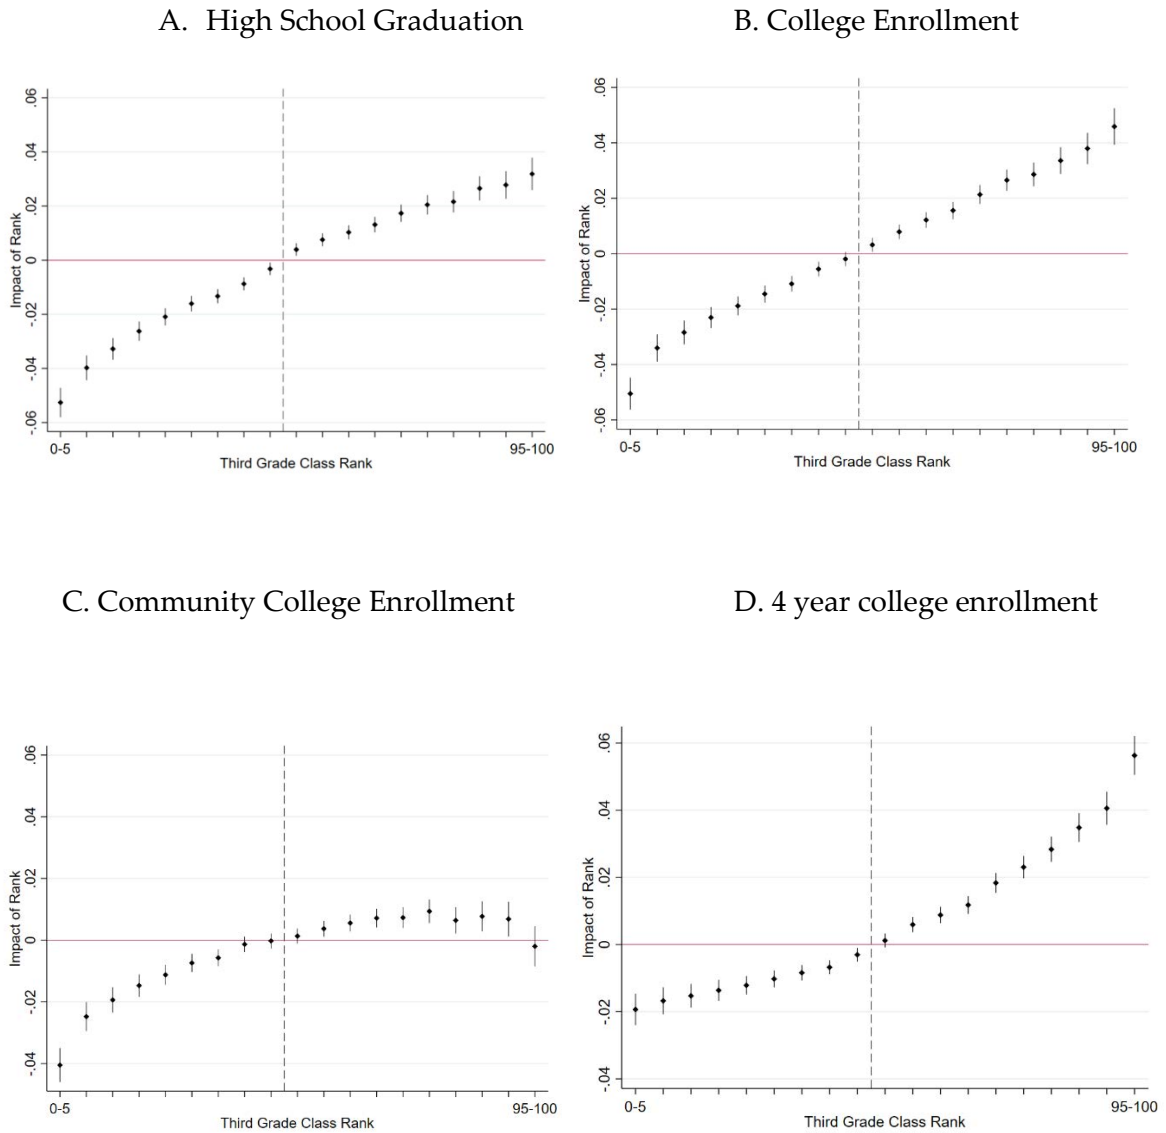 A. High School Graduation
B. College Enrollment
.06
.04
.02
0
-.02
-.04
-.06
Impact of Rank
0-5
95-100
Third Grade Class Rank
.06
.04
.02
0
-.02
-.04
-.06
Impact of Rank
0-5
95-100
Third Grade Class Rank
C. Community College Enrollment
D. 4 year college enrollment
.06
.04
.02
0
-.02
-.04
Impact of Rank
0-5
95-100
Third Grade Class Rank
.06
.04
.02
0
-.02
-.04
Impact of Rank
0-5
95-100
Third Grade Class Rank